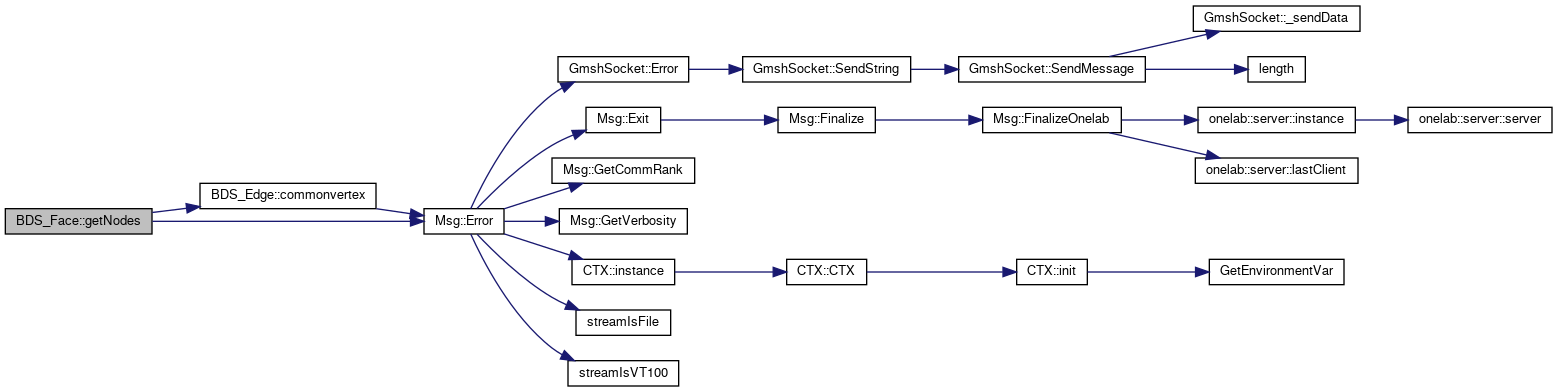 GmshSocket::_sendData
GmshSocket::Error
GmshSocket::SendString
GmshSocket::SendMessage
length
Msg::Exit
Msg::Finalize
Msg::FinalizeOnelab
onelab::server::instance
onelab::server::server
Msg::GetCommRank
onelab::server::lastClient
BDS_Edge::commonvertex
BDS_Face::getNodes
Msg::Error
Msg::GetVerbosity
CTX::instance
CTX::CTX
CTX::init
GetEnvironmentVar
streamIsFile
streamIsVT100